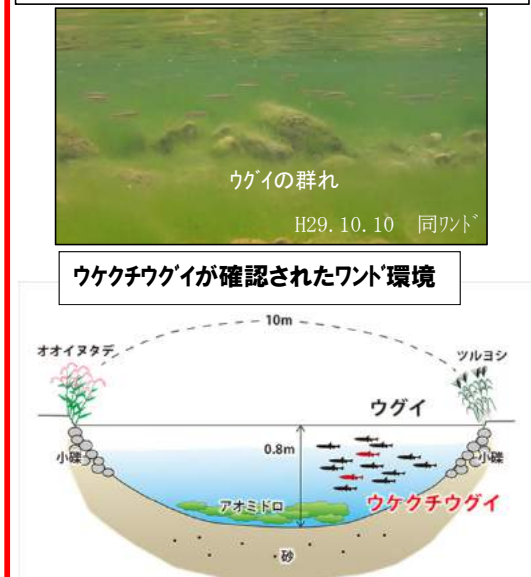 ウグイの群れ
H29.10.10 同ワンド
ウケクチウグイが確認されたワンド環境
10m
オオイヌタデ
ツルヨシ
ウグイ
0.8m
小礫
小礫
アオミドロ
ウケクチウグイ
砂